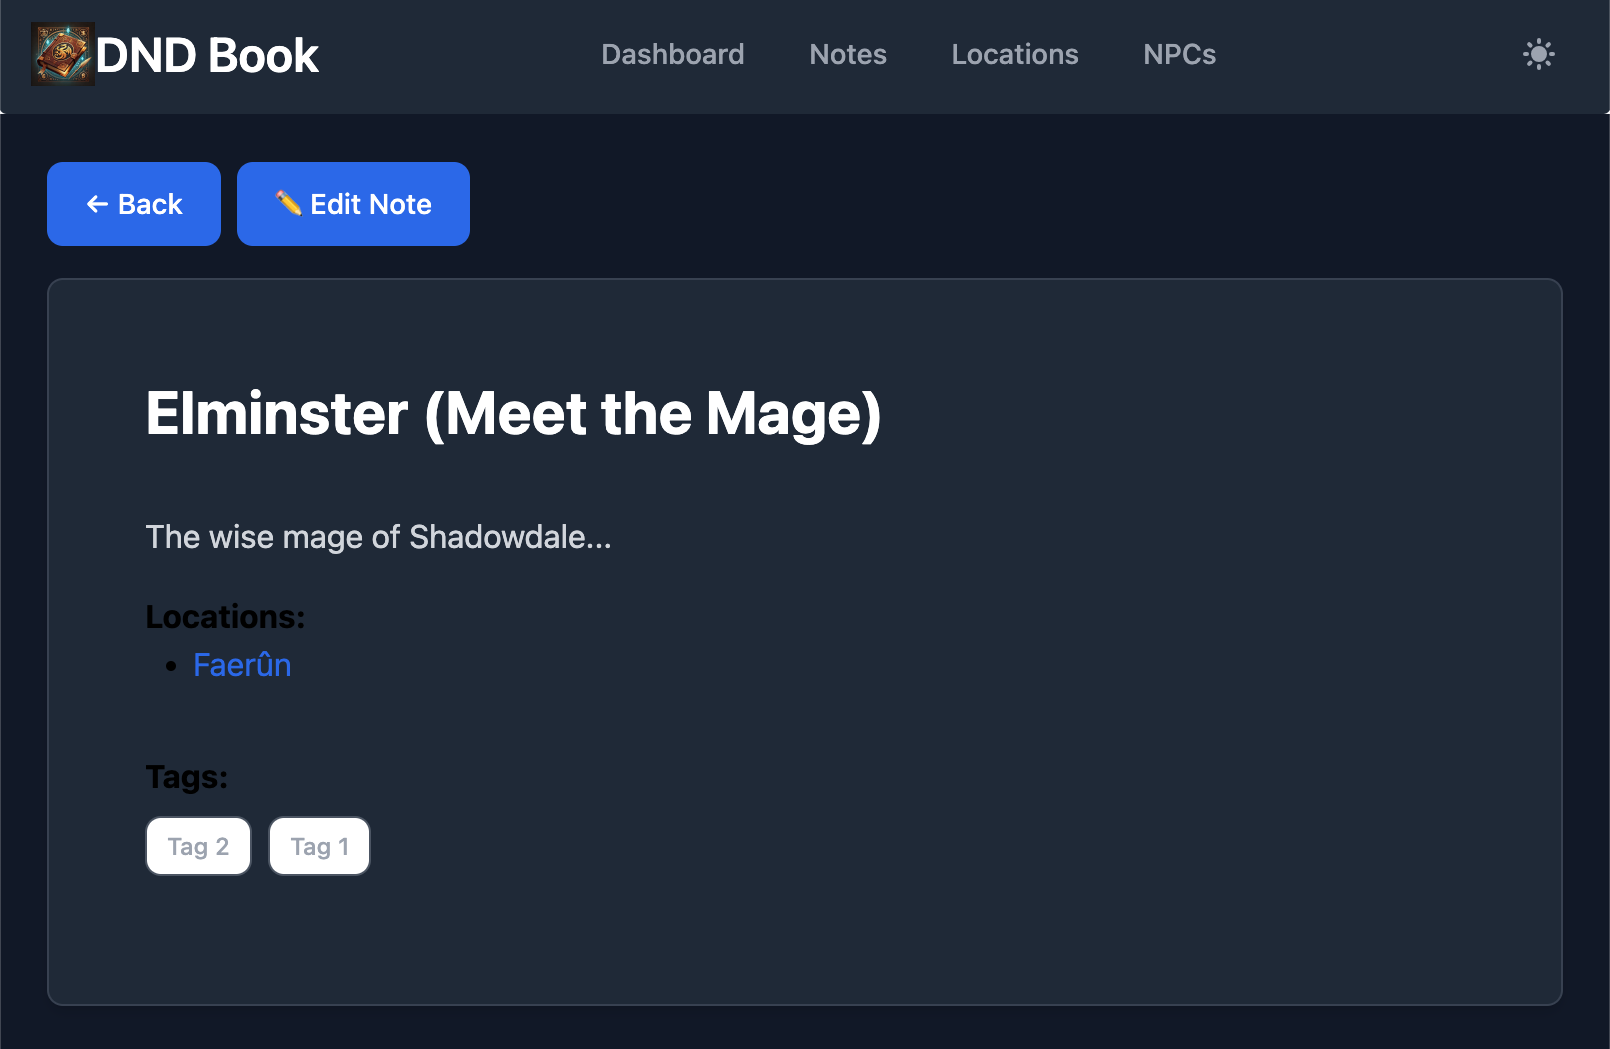 DND Book
Dashboard Notes Locations NPCs
← Back ✏️ Edit Note
Elminster (Meet the Mage)
The wise mage of Shadowdale...
Locations:
• Faerûn
Tags:
Tag 2 Tag 1